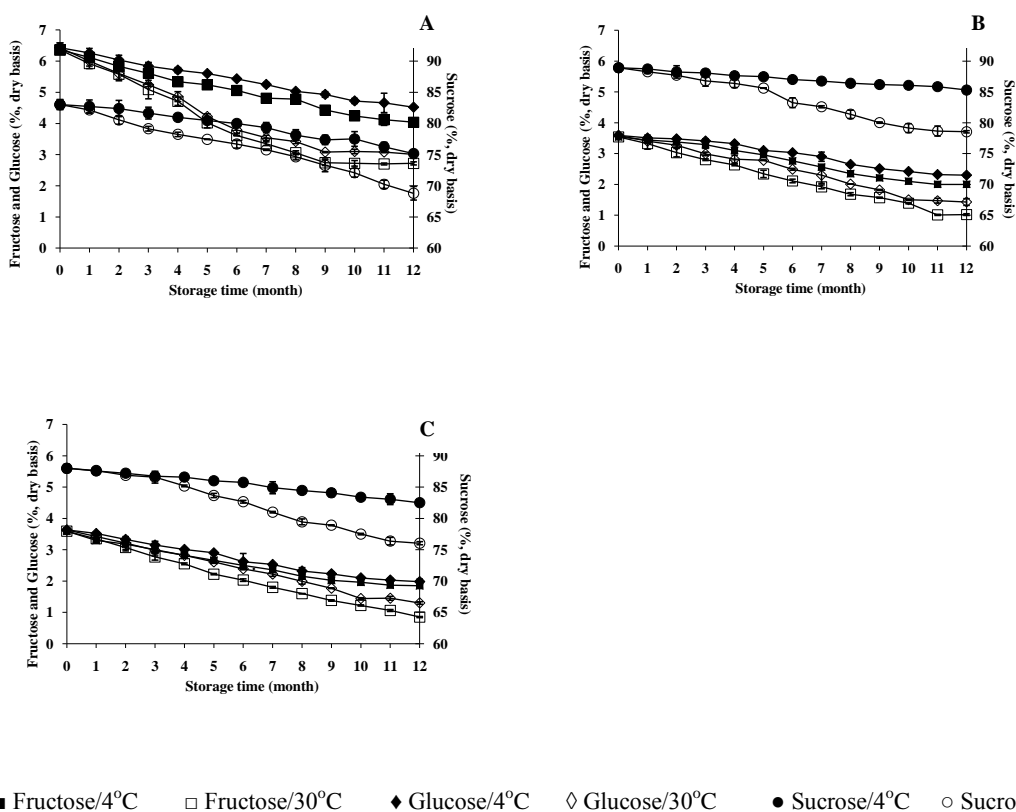 A
7
6
5
4
3
2
1
0
Fructose and Glucose (%, dry basis)
90
85
80
75
70
65
60
Sucrose (%, dry basis)
0 1 2 3 4 5 6 7 8 9 10 11 12
Storage time (month)
B
7
6
5
4
3
2
1
0
Fructose and Glucose (%, dry basis)
90
85
80
75
70
65
60
Sucrose (%, dry basis)
0 1 2 3 4 5 6 7 8 9 10 11 12
Storage time (month)
C
7
6
5
4
3
2
1
0
Fructose and Glucose (%, dry basis)
90
85
80
75
70
65
60
Sucrose (%, dry basis)
0 1 2 3 4 5 6 7 8 9 10 11 12
Storage time (month)
■ Fructose/4°C □ Fructose/30°C ◆ Glucose/4°C ◇ Glucose/30°C ● Sucrose/4°C ○ Sucro